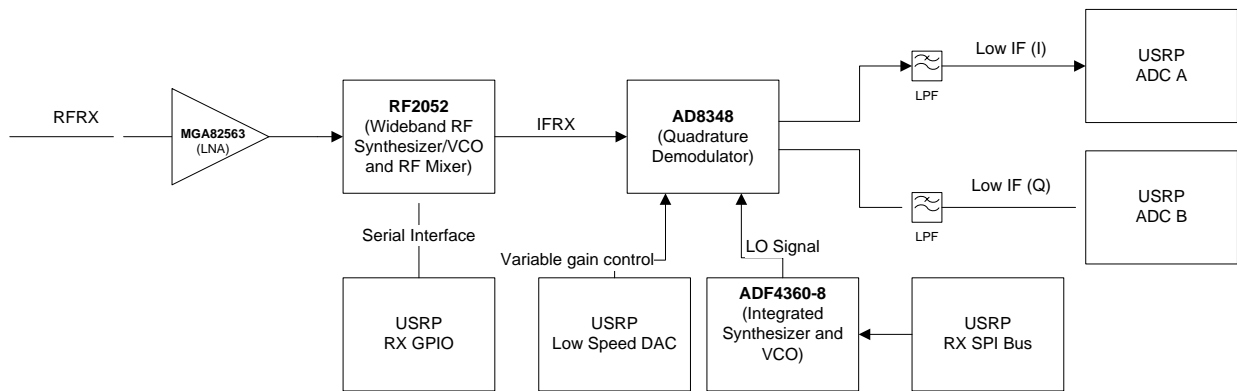 RFRX
MGA82563
(LNA)
RF2052
(Wideband RF
Synthesizer/VCO
and RF Mixer)
IFRX
AD8348
(Quadrature
Demodulator)
LPF
Low IF (I)
USRP
ADC A
LPF
Low IF (Q)
USRP
ADC B
Serial Interface
Variable gain control
LO Signal
USRP
RX GPIO
USRP
Low Speed DAC
ADF4360-8
(Integrated
Synthesizer and
VCO)
USRP
RX SPI Bus